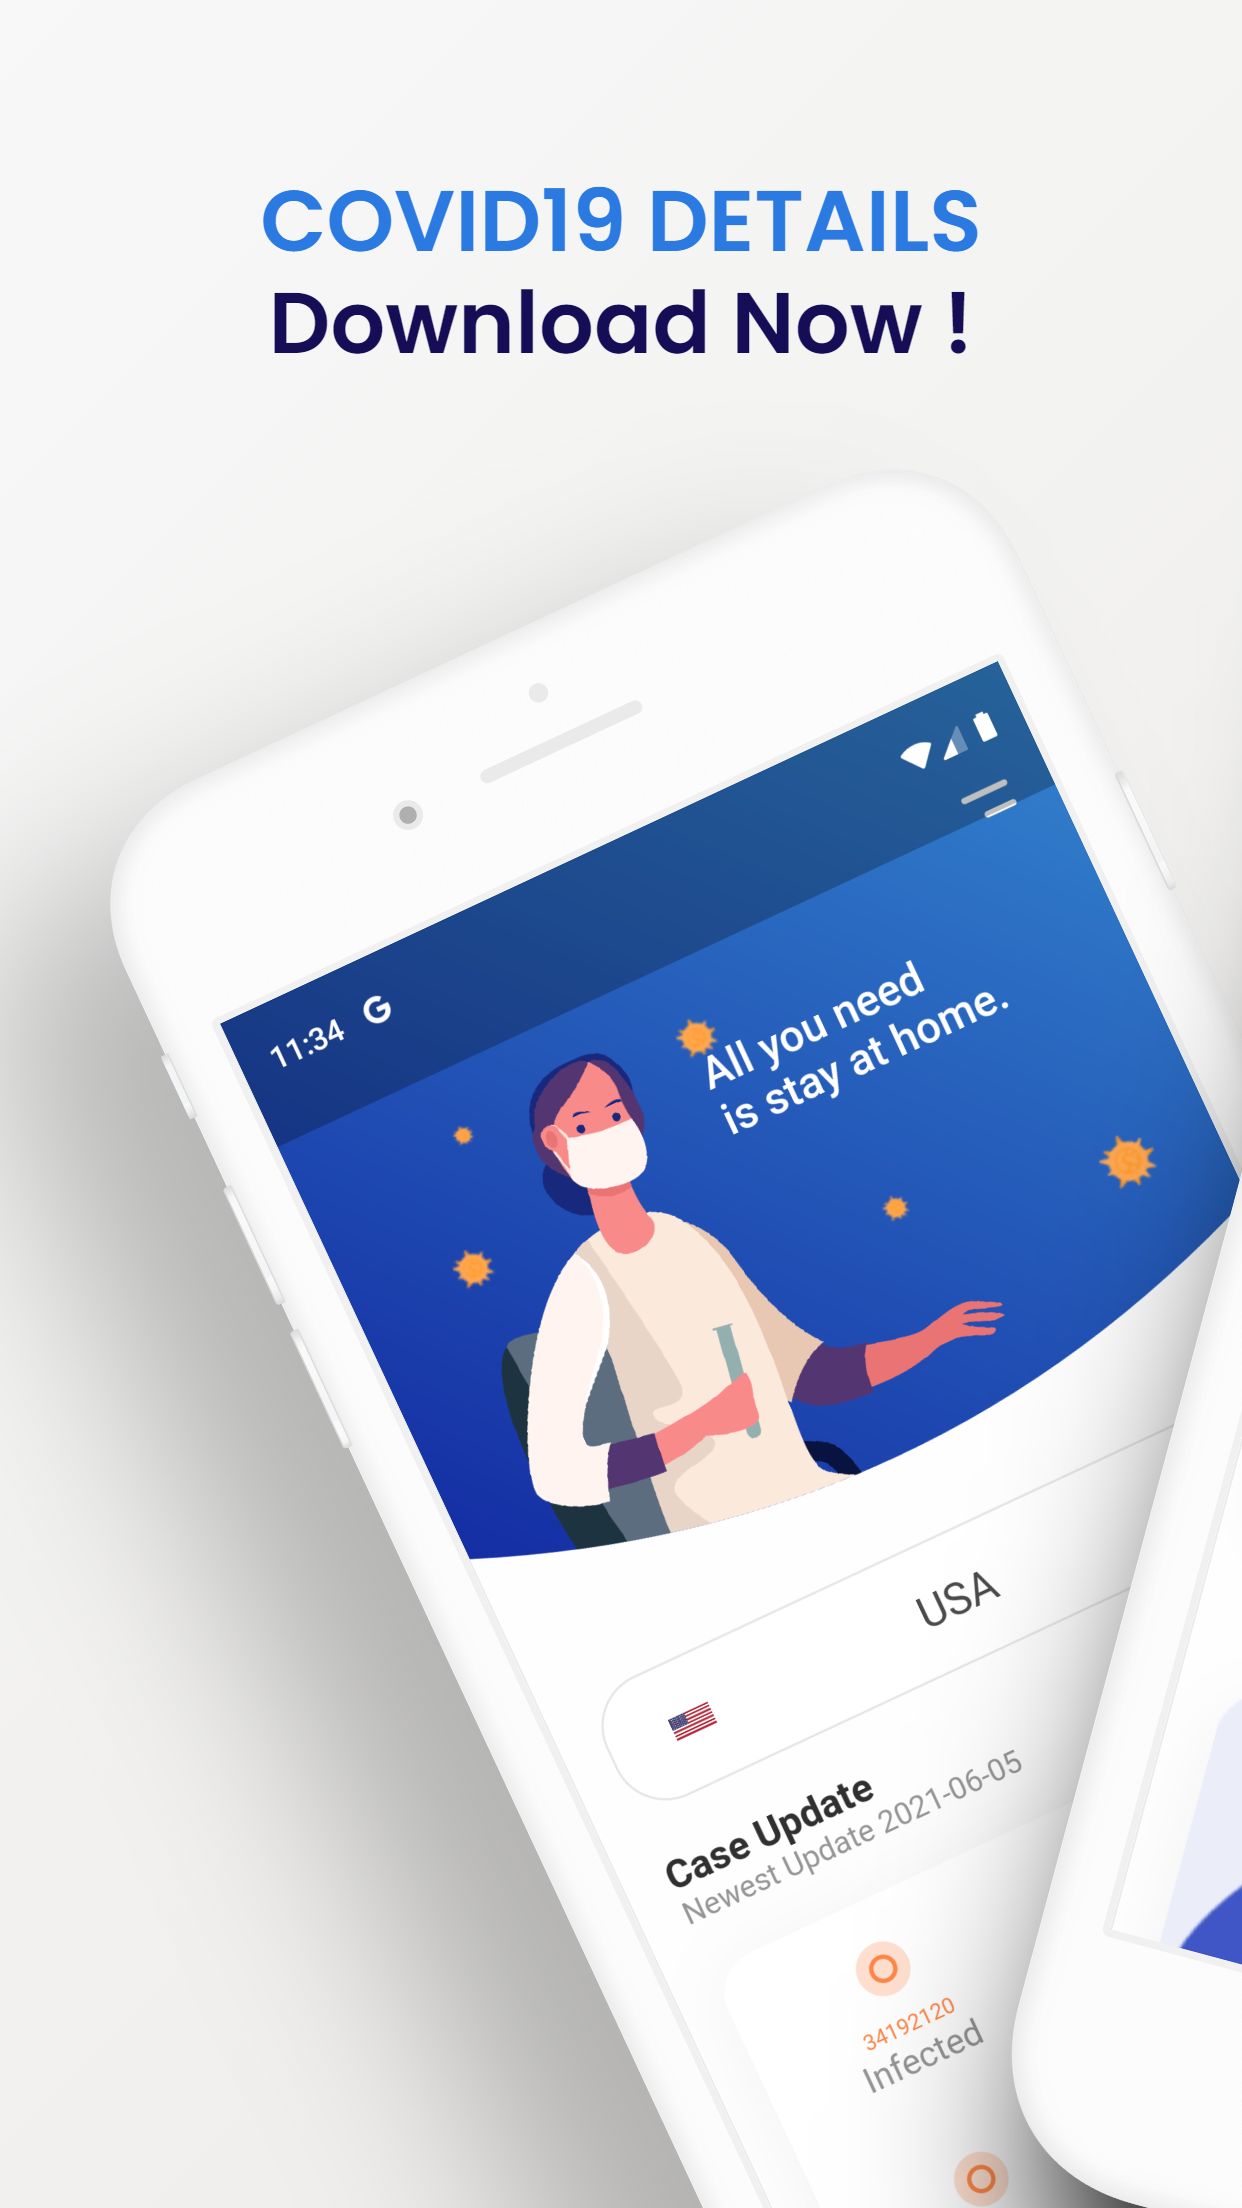 COVID19 DETAILS
Download Now !
11:34 G
All you need
is stay at home.
USA
Case Update
Newest Update 2021-06-05
34192120
Infected